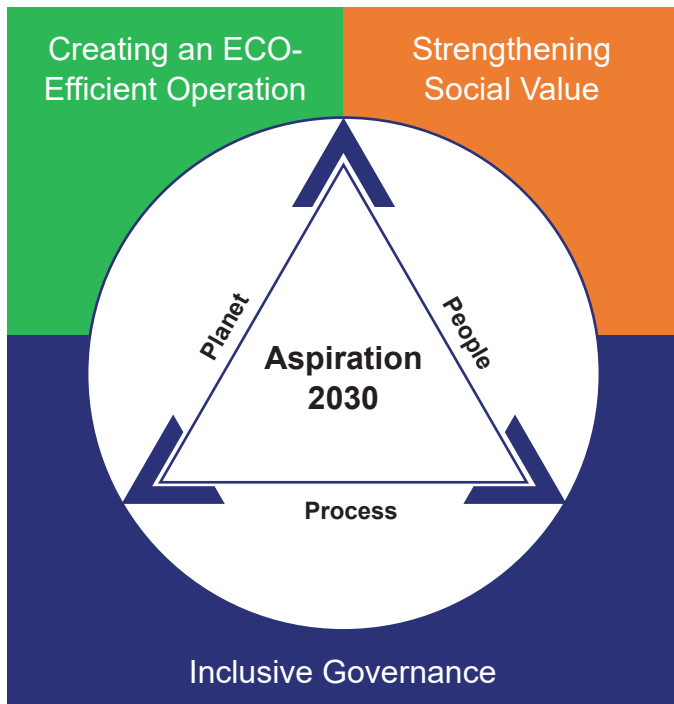 Creating an ECO-
Efficient Operation
Strengthening
Social Value
Planet
People
Aspiration
2030
Process
Inclusive Governance